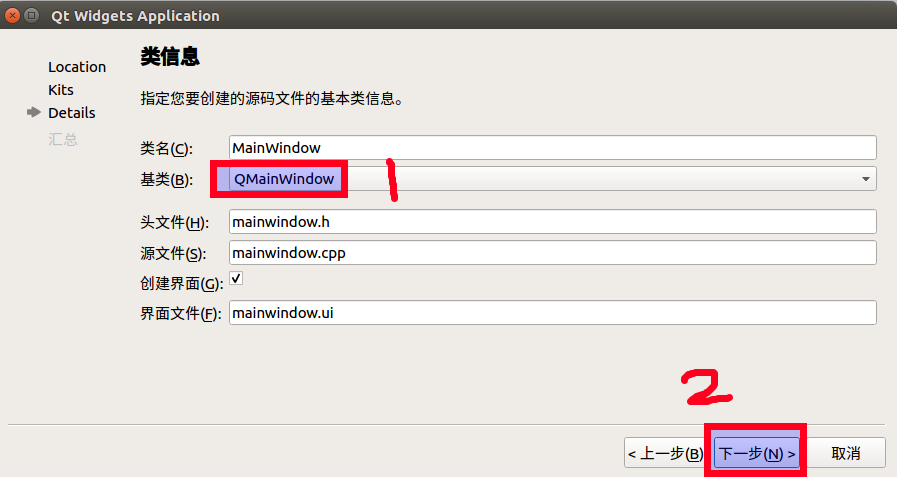 Qt Widgets Application
Location
Kits
Details
汇总
类信息
指定您要创建的源码文件的基本类信息。
类名(C): MainWindow
基类(B): QMainWindow
1
头文件(H): mainwindow.h
源文件(S): mainwindow.cpp
创建界面(G):
界面文件(F): mainwindow.ui
2
< 上一步(B) 下一步(N) > 取消